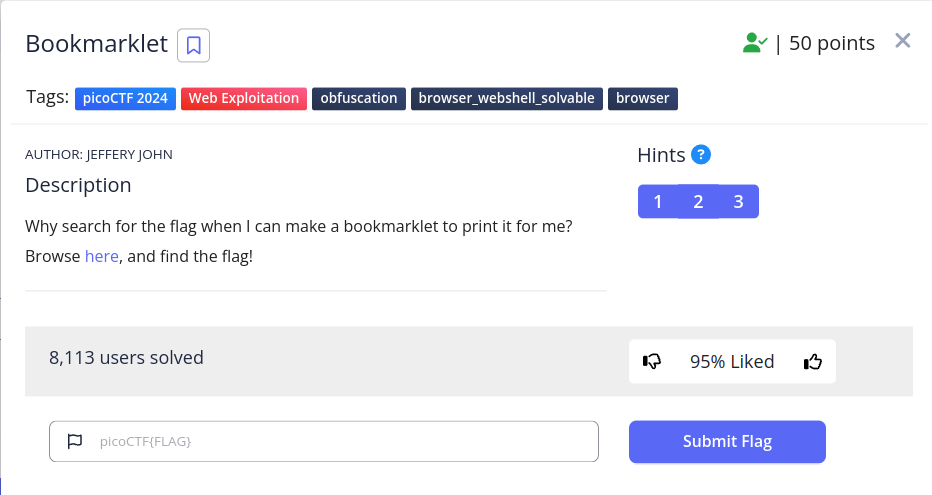 Bookmarklet
| 50 points
Tags: picoCTF 2024 Web Exploitation obfuscation browser_webshell_solvable browser
AUTHOR: JEFFERY JOHN
Hints ?
Description
1 2 3
Why search for the flag when I can make a bookmarklet to print it for me?
Browse here, and find the flag!
8,113 users solved
95% Liked
picoCTF{FLAG}
Submit Flag